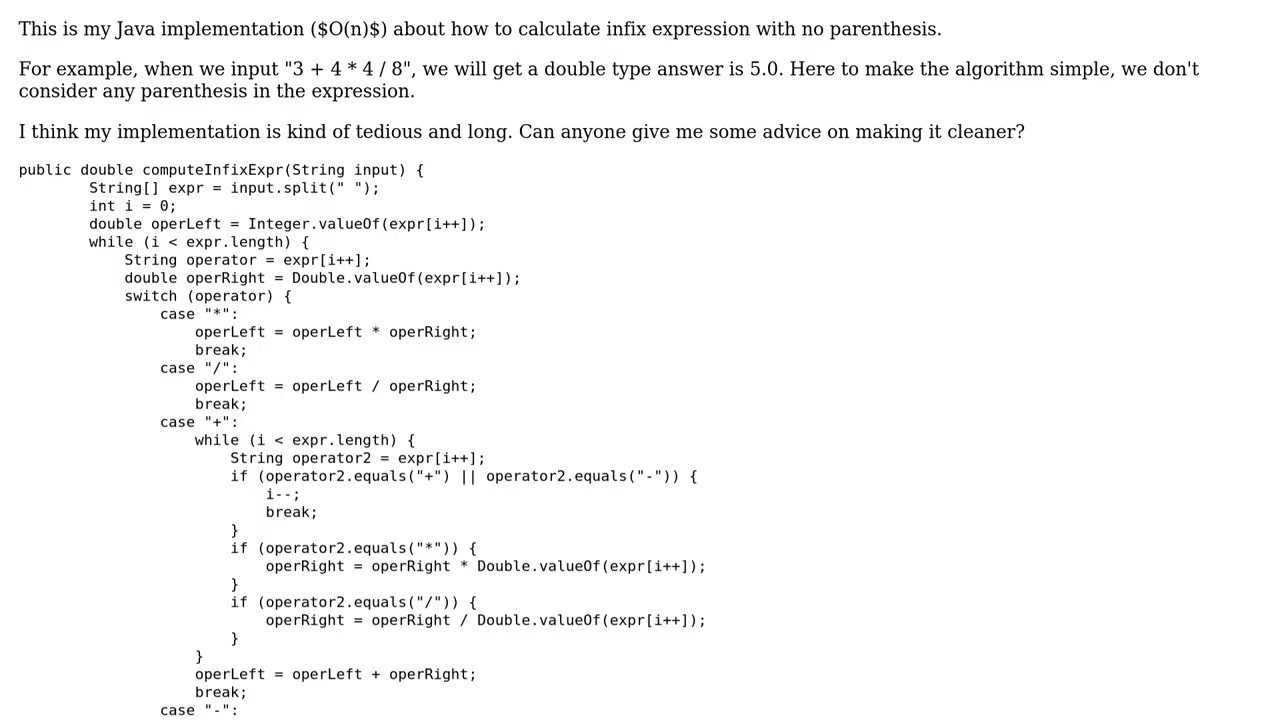 This is my Java implementation ($O(n)$) about how to calculate infix expression with no parenthesis.
For example, when we input "3 + 4 * 4 / 8", we will get a double type answer is 5.0. Here to make the algorithm simple, we don't
consider any parenthesis in the expression.
I think my implementation is kind of tedious and long. Can anyone give me some advice on making it cleaner?
public double computeInfixExpr(String input) {
        String[] expr = input.split(" ");
        int i = 0;
        double operLeft = Integer.valueOf(expr[i++]);
        while (i < expr.length) {
            String operator = expr[i++];
            double operRight = Double.valueOf(expr[i++]);
            switch (operator) {
                case "*":
                    operLeft = operLeft * operRight;
                    break;
                case "/":
                    operLeft = operLeft / operRight;
                    break;
                case "+":
                    while (i < expr.length) {
                        String operator2 = expr[i++];
                        if (operator2.equals("+") || operator2.equals("-")) {
                            i--;
                            break;
                        }
                        if (operator2.equals("*")) {
                            operRight = operRight * Double.valueOf(expr[i++]);
                        }
                        if (operator2.equals("/")) {
                            operRight = operRight / Double.valueOf(expr[i++]);
                        }
                    }
                    operLeft = operLeft + operRight;
                    break;
                case "-":